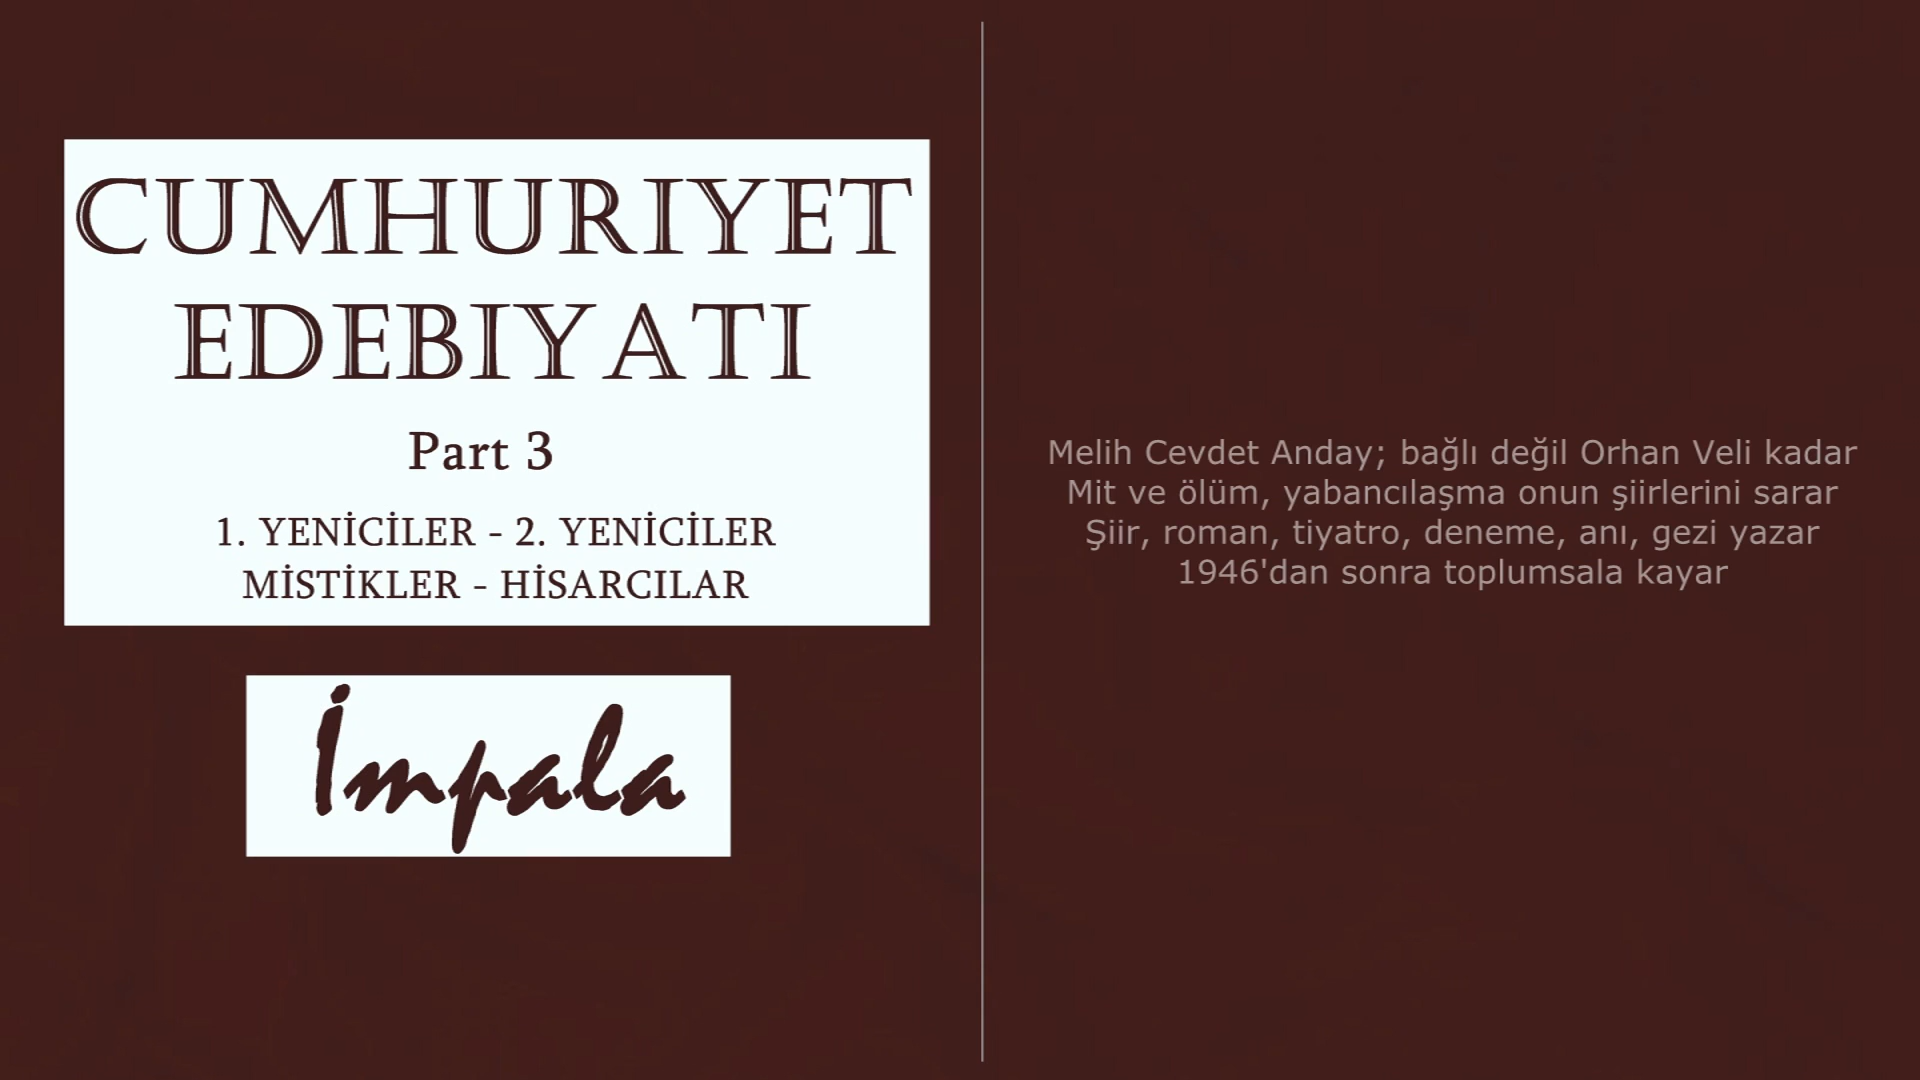 CUMHURIYET
EDEBIYATI
Part 3
1. YENİCİLER - 2. YENİCİLER
MİSTİKLER - HİSARCILAR
İmpala
Melih Cevdet Anday; bağlı değil Orhan Veli kadar
Mit ve ölüm, yabancılaşma onun şiirlerini sarar
Şiir, roman, tiyatro, deneme, anı, gezi yazar
1946'dan sonra toplumsala kayar